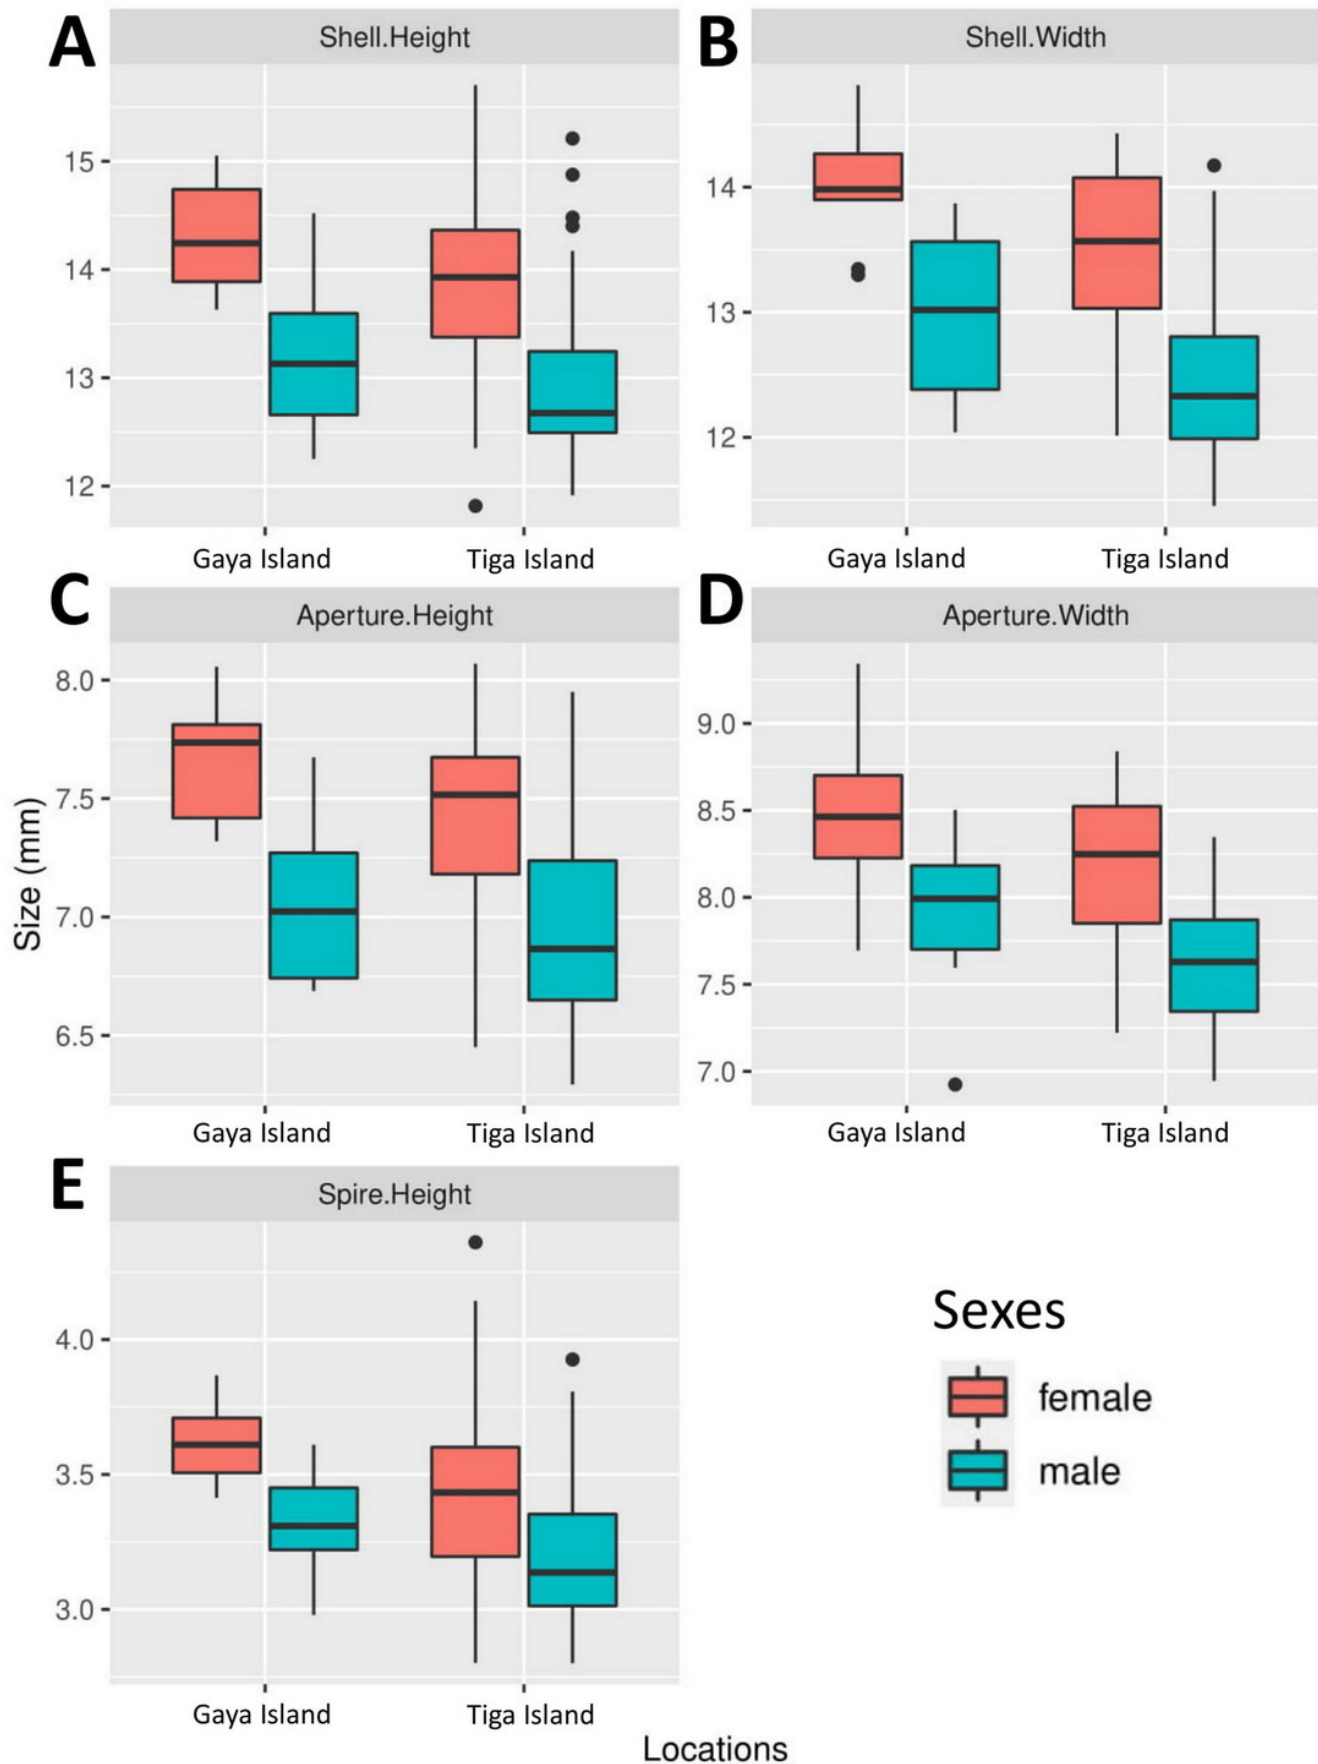 A
Shell.Height
15
14
13
12
Gaya Island Tiga Island
B
Shell.Width
14
13
12
Gaya Island Tiga Island
C
Aperture.Height
8.0
7.5
7.0
6.5
Gaya Island Tiga Island
D
Aperture.Width
9.0
8.5
8.0
7.5
7.0
Gaya Island Tiga Island
Size (mm)
E
Spire.Height
4.0
3.5
3.0
Gaya Island Tiga Island
Sexes
female
male
Locations